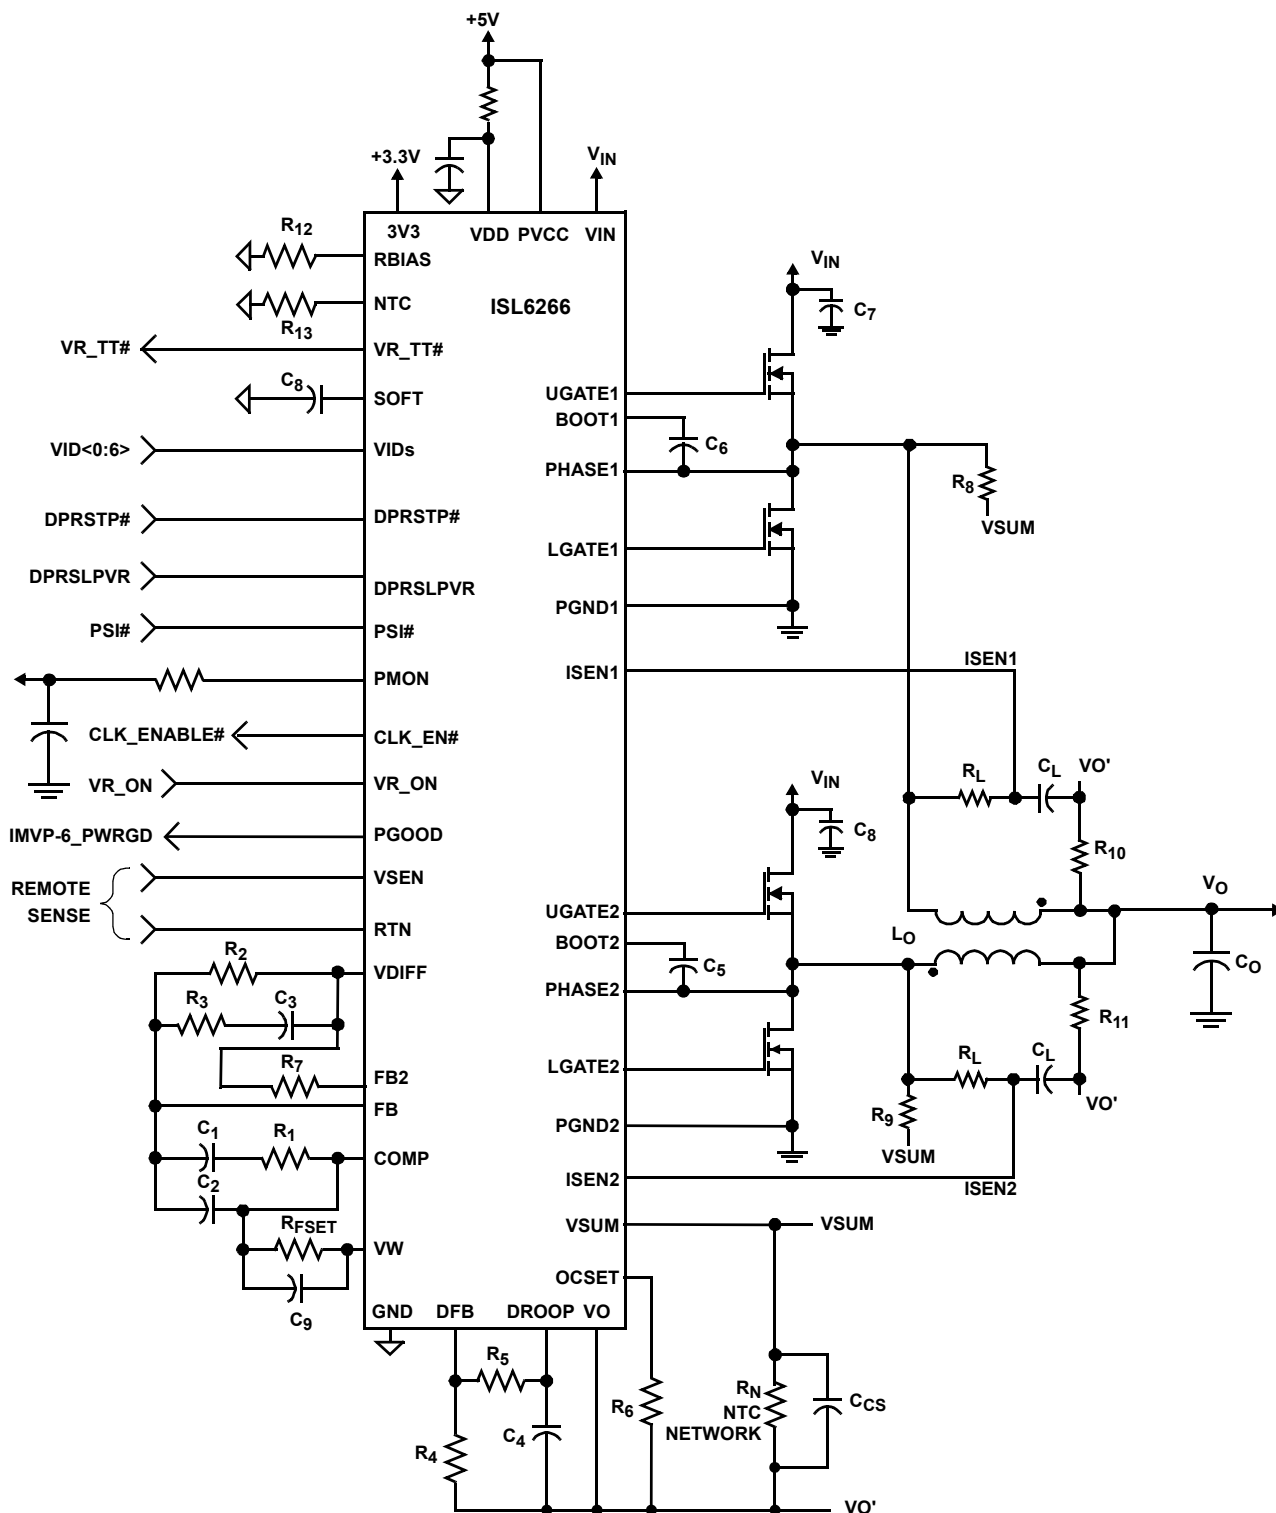 +5V
+3.3V
VIN
3V3
VDD
PVCC
VIN
R12
RBIAS
ISL6266
NTC
R13
VR_TT#
VR_TT#
C8
SOFT
VID<0:6>
VIDs
DPRSTP#
DPRSTP#
DPRSLPVR
DPRSLPVR
PSI#
PSI#
PMON
CLK_ENABLE#
CLK_EN#
VR_ON
VR_ON
IMVP-6_PWRGD
PGOOD
REMOTE
SENSE
VSEN
RTN
R2
VDIFF
R3
C3
R7
FB2
FB
C1
R1
COMP
C2
RFSET
VW
C9
GND
DFB
DROOP
VO
UGATE1
BOOT1
C6
PHASE1
LGATE1
PGND1
ISEN1
VIN
C7
R8
VSUM
ISEN1
RL
CL
VO'
R10
VIN
C8
UGATE2
BOOT2
C5
PHASE2
LGATE2
PGND2
ISEN2
VO
LO
CO
R11
RL
CL
VO'
R9
VSUM
ISEN2
VSUM
VSUM
OCSET
R5
R4
C4
R6
RN
NTC
NETWORK
CCS
VO'